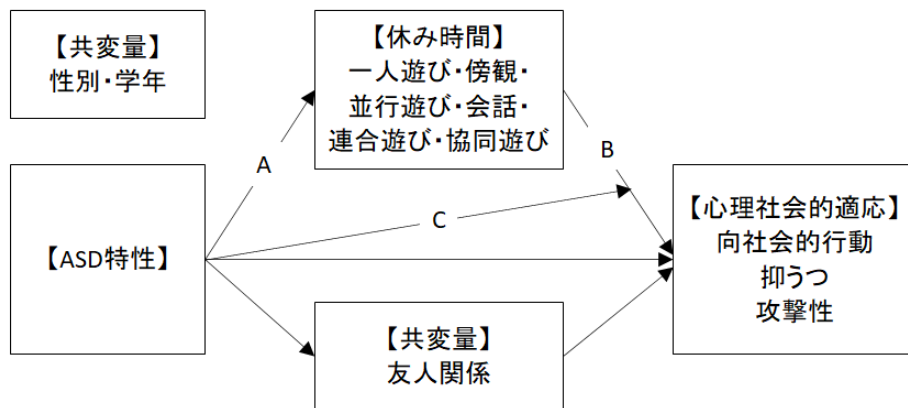 【共変量】
性別・学年
【休み時間】
一人遊び・傍観・
並行遊び・会話・
連合遊び・協同遊び
A
B
C
【ASD特性】
【心理社会的適応】
向社会的行動
抑うつ
攻撃性
【共変量】
友人関係